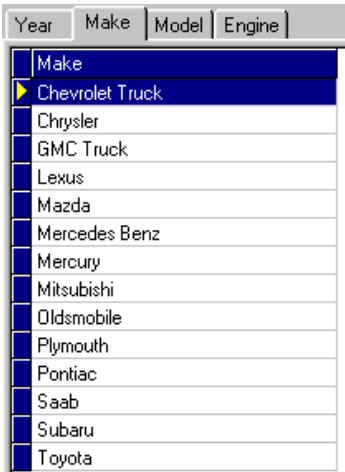 Year Make Model Engine
Make
Chevrolet Truck
Chrysler
GMC Truck
Lexus
Mazda
Mercedes Benz
Mercury
Mitsubishi
Oldsmobile
Plymouth
Pontiac
Saab
Subaru
Toyota